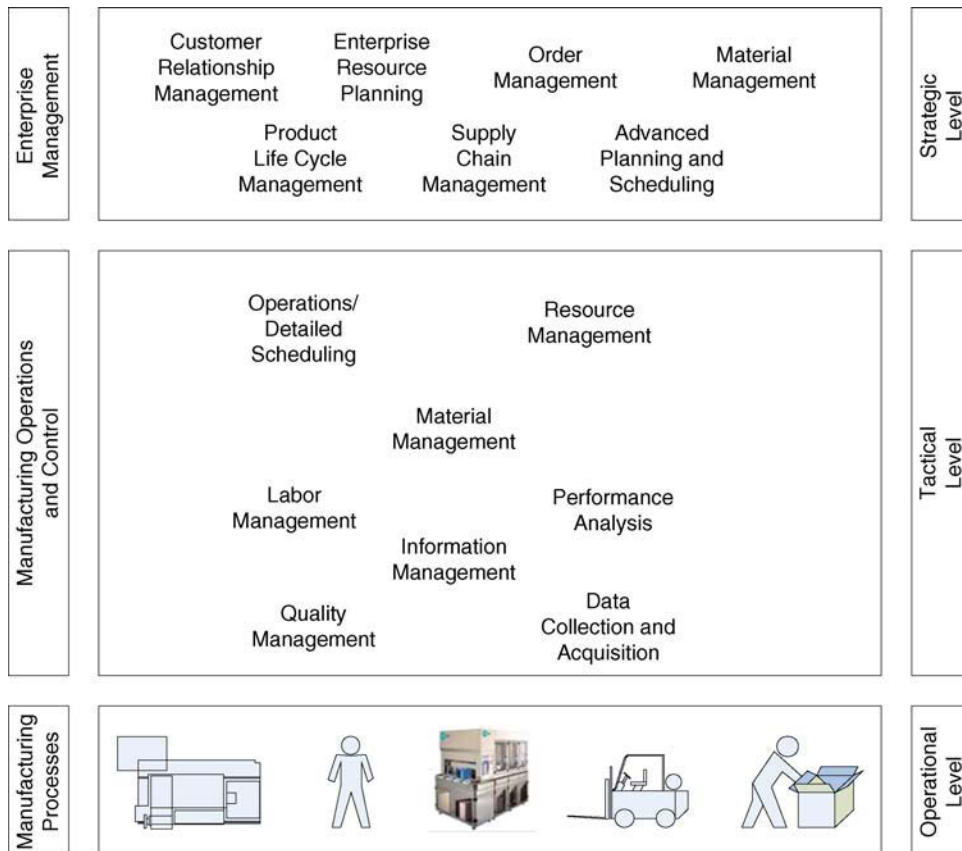 Enterprise
Management
Customer
Relationship
Management
Enterprise
Resource
Planning
Order
Management
Material
Management
Product
Life Cycle
Management
Supply
Chain
Management
Advanced
Planning and
Scheduling
Strategic
Level
Manufacturing Operations
and Control
Operations/
Detailed
Scheduling
Resource
Management
Material
Management
Labor
Management
Performance
Analysis
Information
Management
Quality
Management
Data
Collection and
Acquisition
Tactical
Level
Manufacturing
Processes
Operational
Level